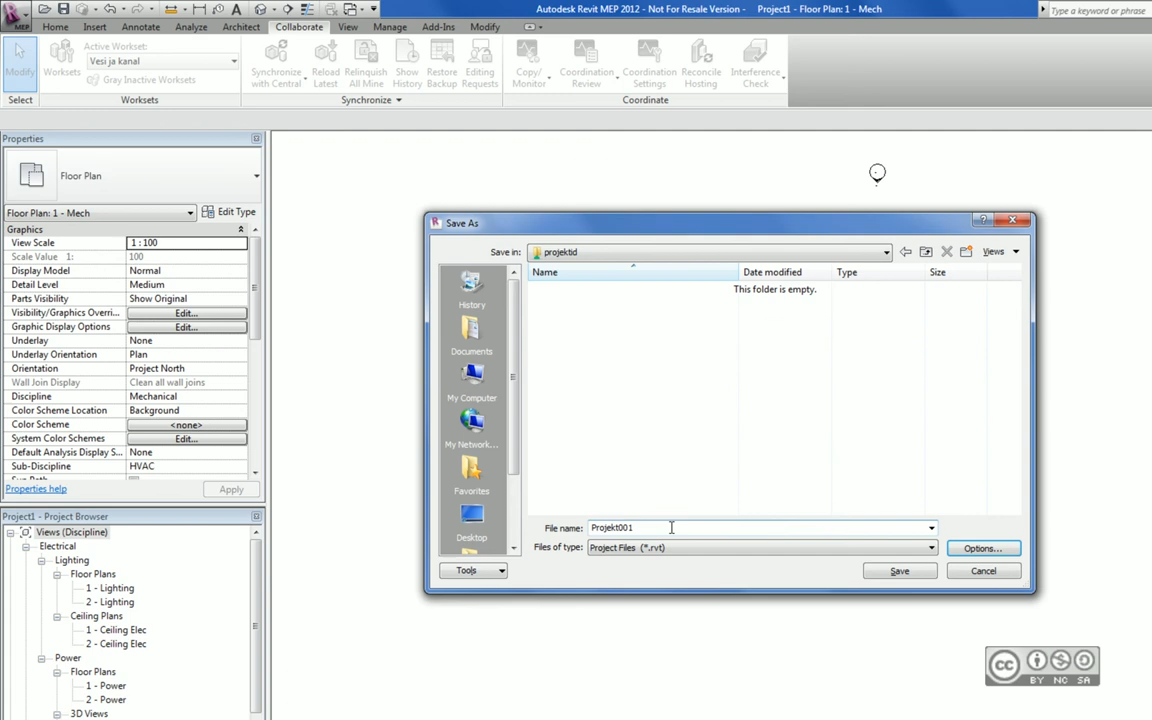 Autodesk Revit MEP 2012 - Not For Resale Version - Project1 - Floor Plan: 1 - Mech
Type a keyword or phrase
MEP
Home Insert Annotate Analyze Architect Collaborate View Manage Add-Ins Modify
Modify
Worksets
Active Workset:
Vesi ja kanal
Gray Inactive Worksets
Synchronize with Central
Reload Latest
Relinquish All Mine
Show History
Restore Backup
Editing Requests
Copy/ Monitor
Coordination Review
Coordination Settings
Reconcile Hosting
Interference Check
Select Worksets Synchronize Coordinate
Properties
Floor Plan
Floor Plan: 1 - Mech Edit Type
Graphics
View Scale 1 : 100
Scale Value 1: 100
Display Model Normal
Detail Level Medium
Parts Visibility Show Original
Visibility/Graphics Overri... Edit...
Graphic Display Options Edit...
Underlay None
Underlay Orientation Plan
Orientation Project North
Wall Join Display Clean all wall joins
Discipline Mechanical
Color Scheme Location Background
Color Scheme <none>
System Color Schemes Edit...
Default Analysis Display S... None
Sub-Discipline HVAC
Properties help Apply
Project1 - Project Browser
Views (Discipline)
Electrical
Lighting
Floor Plans
1 - Lighting
2 - Lighting
Ceiling Plans
1 - Ceiling Elec
2 - Ceiling Elec
Power
Floor Plans
1 - Power
2 - Power
3D Views
Save As
Save in: projektid Views
Name Date modified Type Size
This folder is empty.
History
Documents
My Computer
My Network...
Favorites
Desktop
File name: Projekt001
Files of type: Project Files (*.rvt) Options...
Tools Save Cancel
cc
BY NC SA